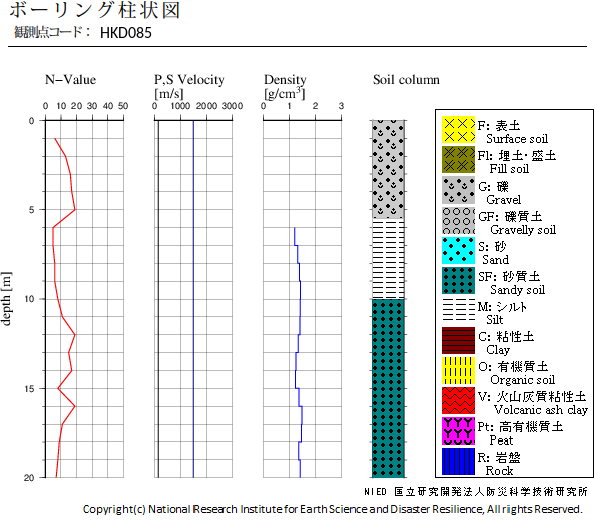 ボーリング柱状図
観測点コード： HKD085
N−Value
0 10 20 30 40 50
P,S Velocity
[m/s]
0 1000 2000 3000
Density
[g/cm³]
0 1 2 3
Soil column
depth [m]
0
5
10
15
20
F: 表土
Surface soil
Fl: 埋土・盛土
Fill soil
G: 礫
Gravel
GF: 礫質土
Gravelly soil
S: 砂
Sand
SF: 砂質土
Sandy soil
M: シルト
Silt
C: 粘性土
Clay
O: 有機質土
Organic soil
V: 火山灰質粘性土
Volcanic ash clay
Pt: 高有機質土
Peat
R: 岩盤
Rock
NIED 国立研究開発法人防災科学技術研究所
Copyright(c) National Research Institute for Earth Science and Disaster Resilience, All rights Reserved.